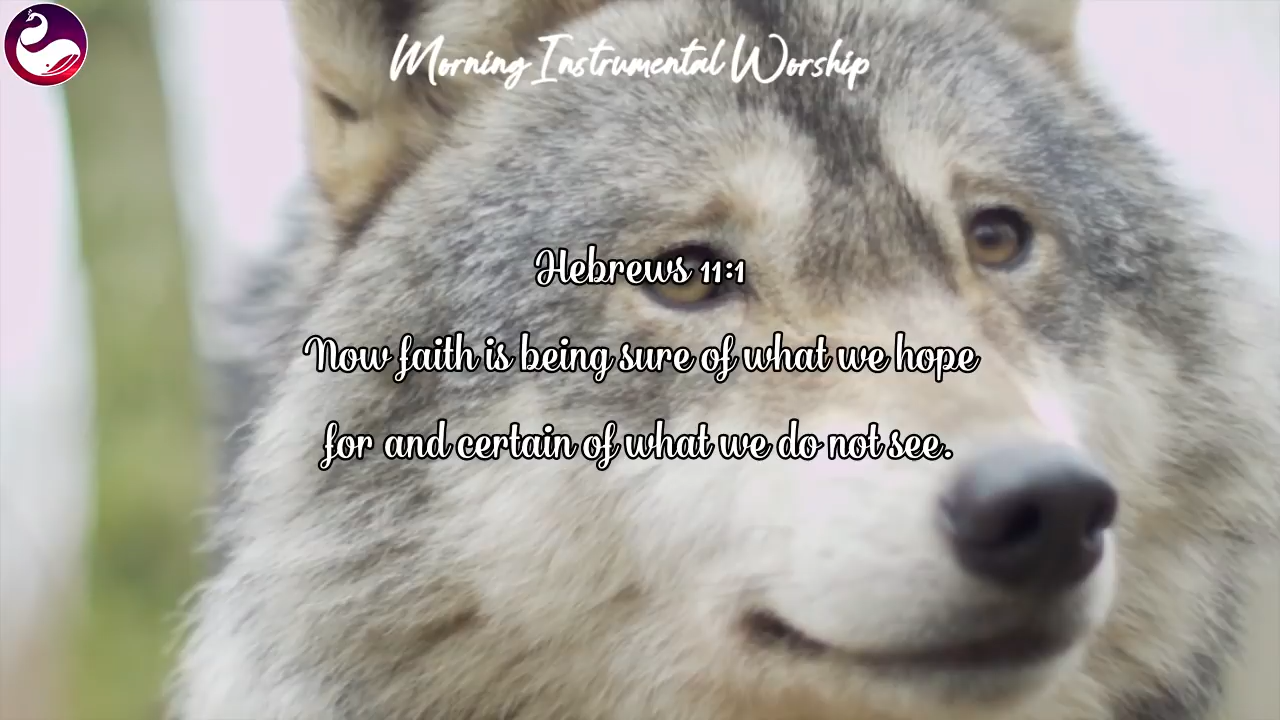 Morning Instrumental Worship
Hebrews 11:1
Now faith is being sure of what we hope
for and certain of what we do not see.